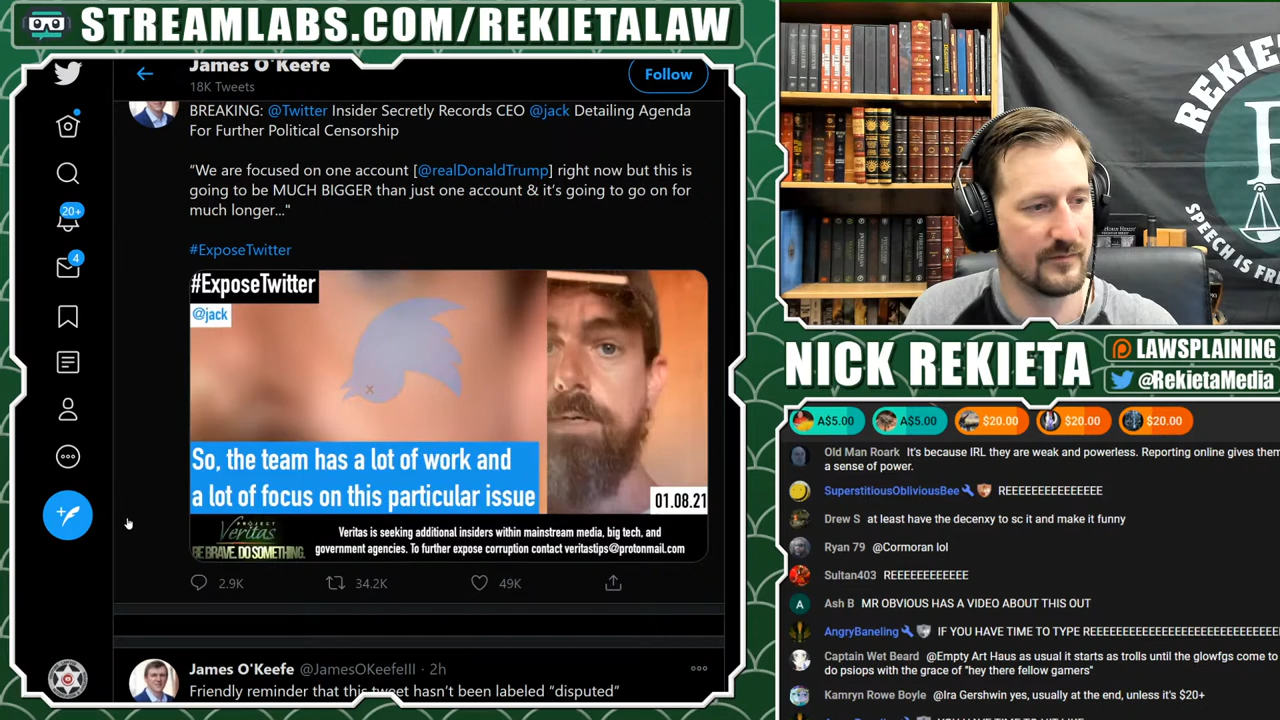 STREAMLABS.COM/REKIETALAW
James O'Keefe
18K Tweets
Follow
BREAKING: @Twitter Insider Secretly Records CEO @jack Detailing Agenda
For Further Political Censorship
“We are focused on one account [@realDonaldTrump] right now but this is
going to be MUCH BIGGER than just one account & it’s going to go on for
much longer..."
#ExposeTwitter
20+
4
#ExposeTwitter
@jack
So, the team has a lot of work and
a lot of focus on this particular issue
01.08.21
PROJECT
Veritas
BE BRAVE. DO SOMETHING.
Veritas is seeking additional insiders within mainstream media, big tech, and
government agencies. To further expose corruption contact veritastips@protonmail.com
2.9K
34.2K
49K
James O'Keefe @JamesOKeefeIII · 2h
Friendly reminder that this tweet hasn’t been labeled “disputed”
REKIE
SPEECH IS FR
NICK REKIETA
LAWSPLAINING
@RekietaMedia
A$5.00
A$5.00
$20.00
$20.00
$20.00
Old Man Roark It's because IRL they are weak and powerless. Reporting online gives them
a sense of power.
SuperstitiousObliviousBee REEEEEEEEEEEEEEE
Drew S at least have the decenxy to sc it and make it funny
Ryan 79 @Cormoran lol
Sultan403 REEEEEEEEEEEE
A
Ash B MR OBVIOUS HAS A VIDEO ABOUT THIS OUT
AngryBaneling IF YOU HAVE TIME TO TYPE REEEEEEEEEEEEEEEEEEEEEEEEEEE
Captain Wet Beard @Empty Art Haus as usual it starts as trolls until the glowfgs come to
do psiops with the grace of "hey there fellow gamers"
Kamryn Rowe Boyle @Ira Gershwin yes, usually at the end, unless it's $20+